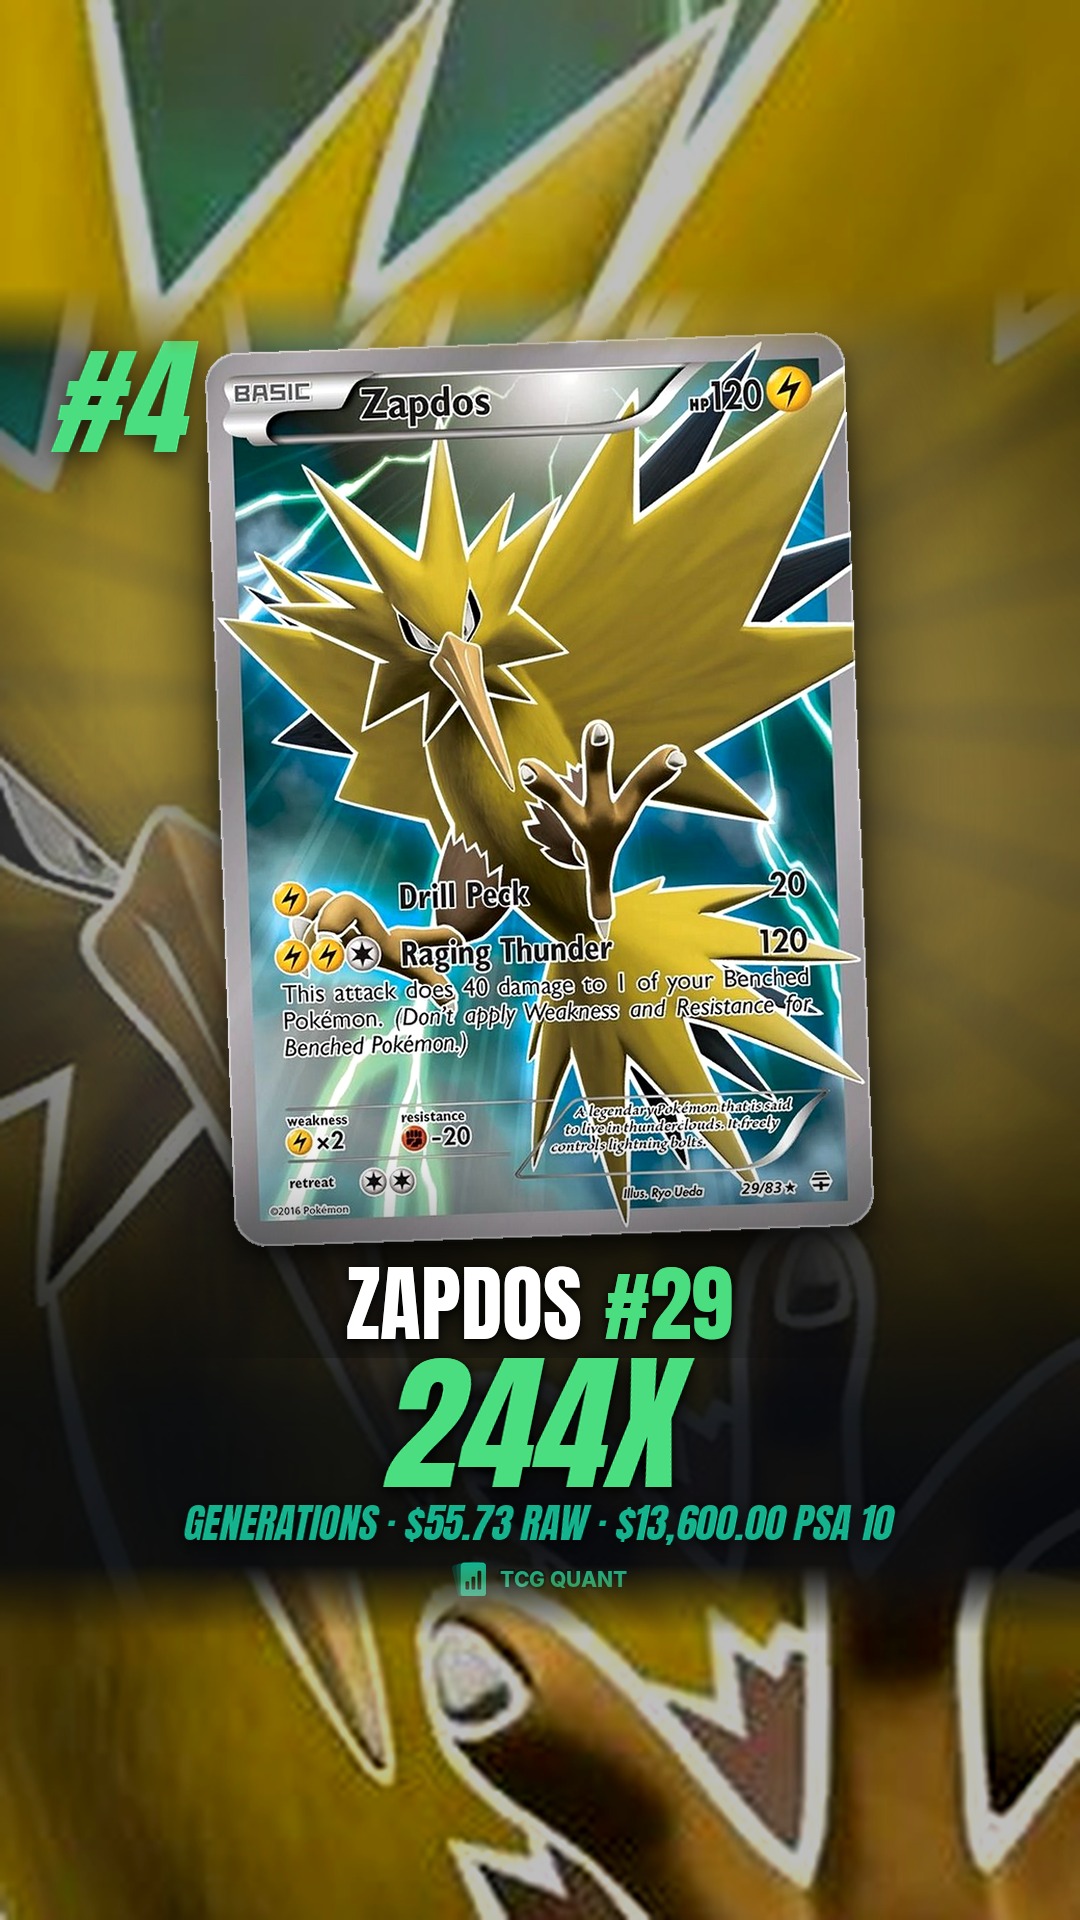 #4
BASIC Zapdos HP120
Drill Peck 20
Raging Thunder 120
This attack does 40 damage to 1 of your Benched
Pokémon. (Don't apply Weakness and Resistance for
Benched Pokémon.)
weakness resistance
×2 -20
A legendary Pokémon that is said
to live in thunderclouds. It freely
controls lightning bolts.
retreat
Illus. Ryo Ueda 29/83
©2016 Pokémon
ZAPDOS #29
244X
GENERATIONS · $55.73 RAW · $13,600.00 PSA 10
TCG QUANT